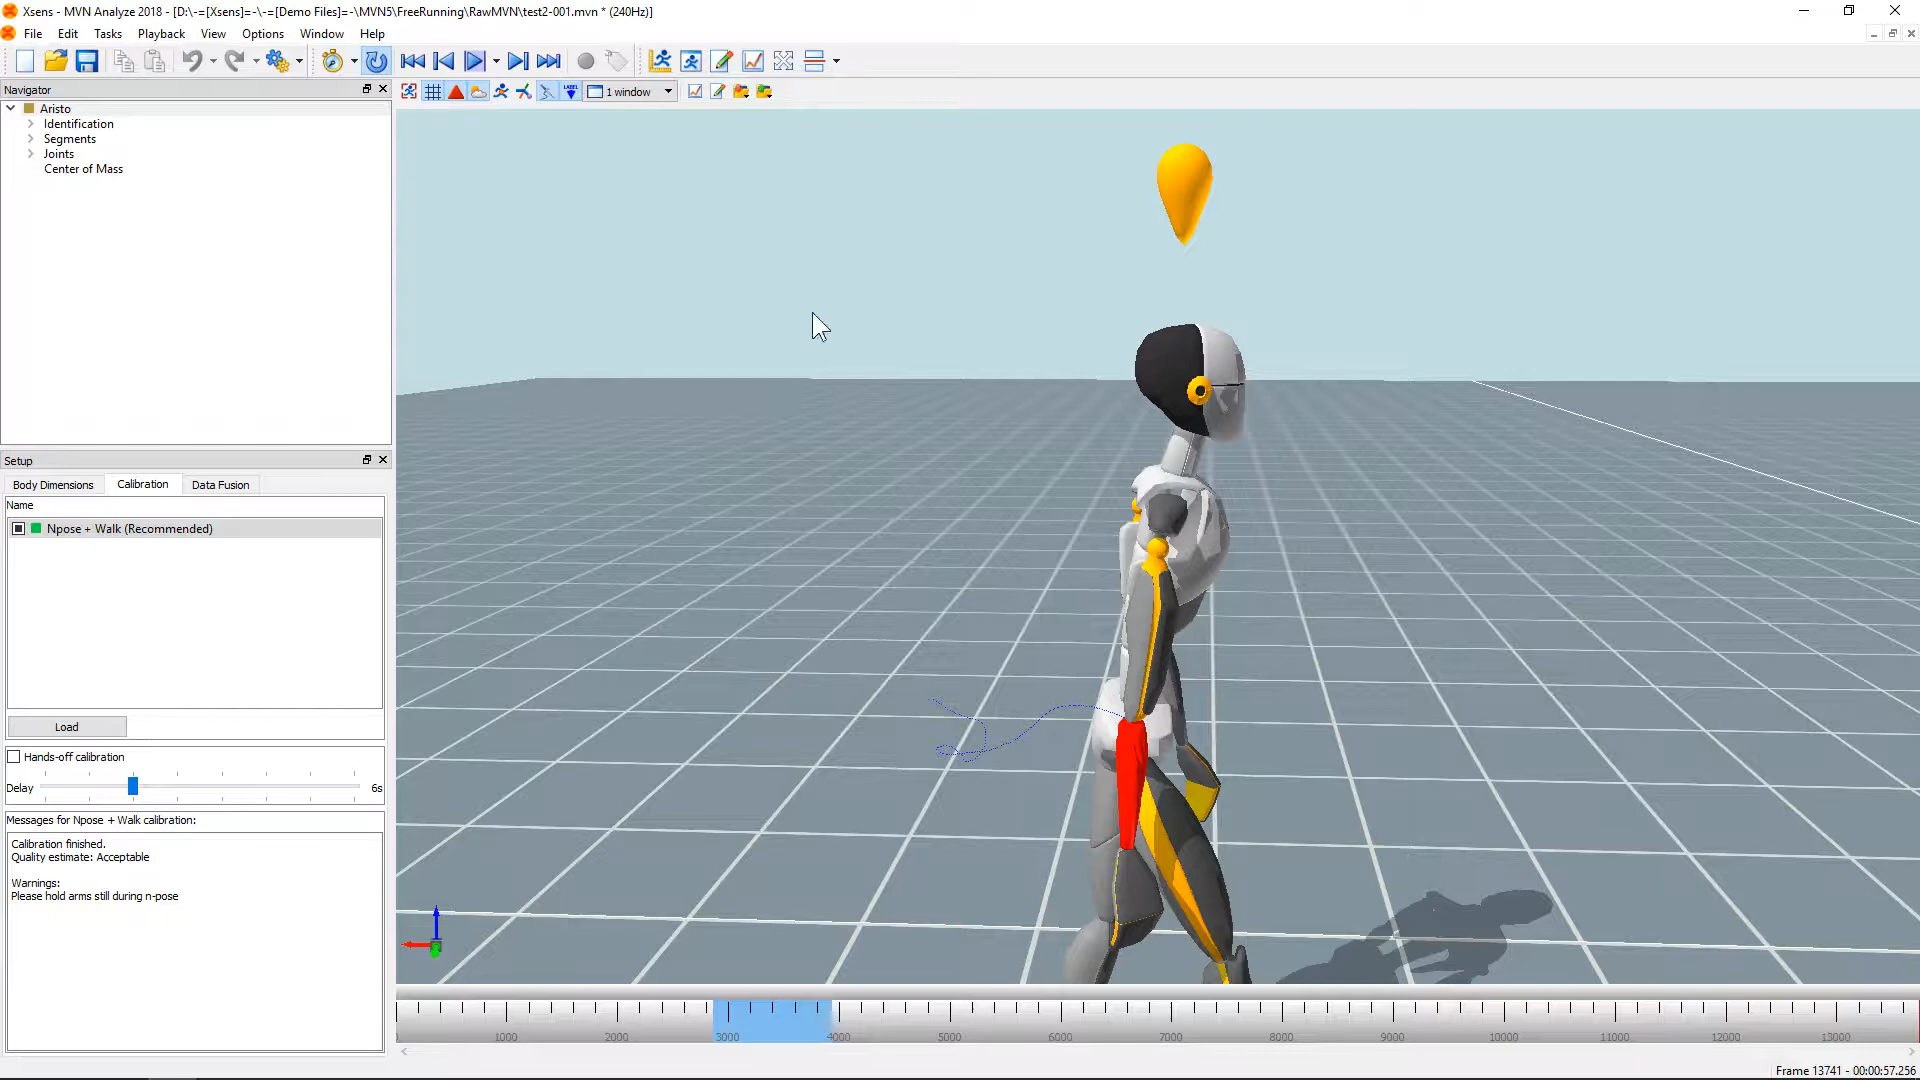 Xsens - MVN Analyze 2018 - [D:\-=[Xsens]=-\-=[Demo Files]=-\MVN5\FreeRunning\RawMVN\test2-001.mvn * (240Hz)]
File Edit Tasks Playback View Options Window Help
Navigator
1 window
Aristo
Identification
Segments
Joints
Center of Mass
Setup
Body Dimensions Calibration Data Fusion
Name
Npose + Walk (Recommended)
Load
Hands-off calibration
Delay 6s
Messages for Npose + Walk calibration:
Calibration finished.
Quality estimate: Acceptable
Warnings:
Please hold arms still during n-pose
1000 2000 3000 4000 5000 6000 7000 8000 9000 10000 11000 12000 13000
Frame 13741 - 00:00:57.256